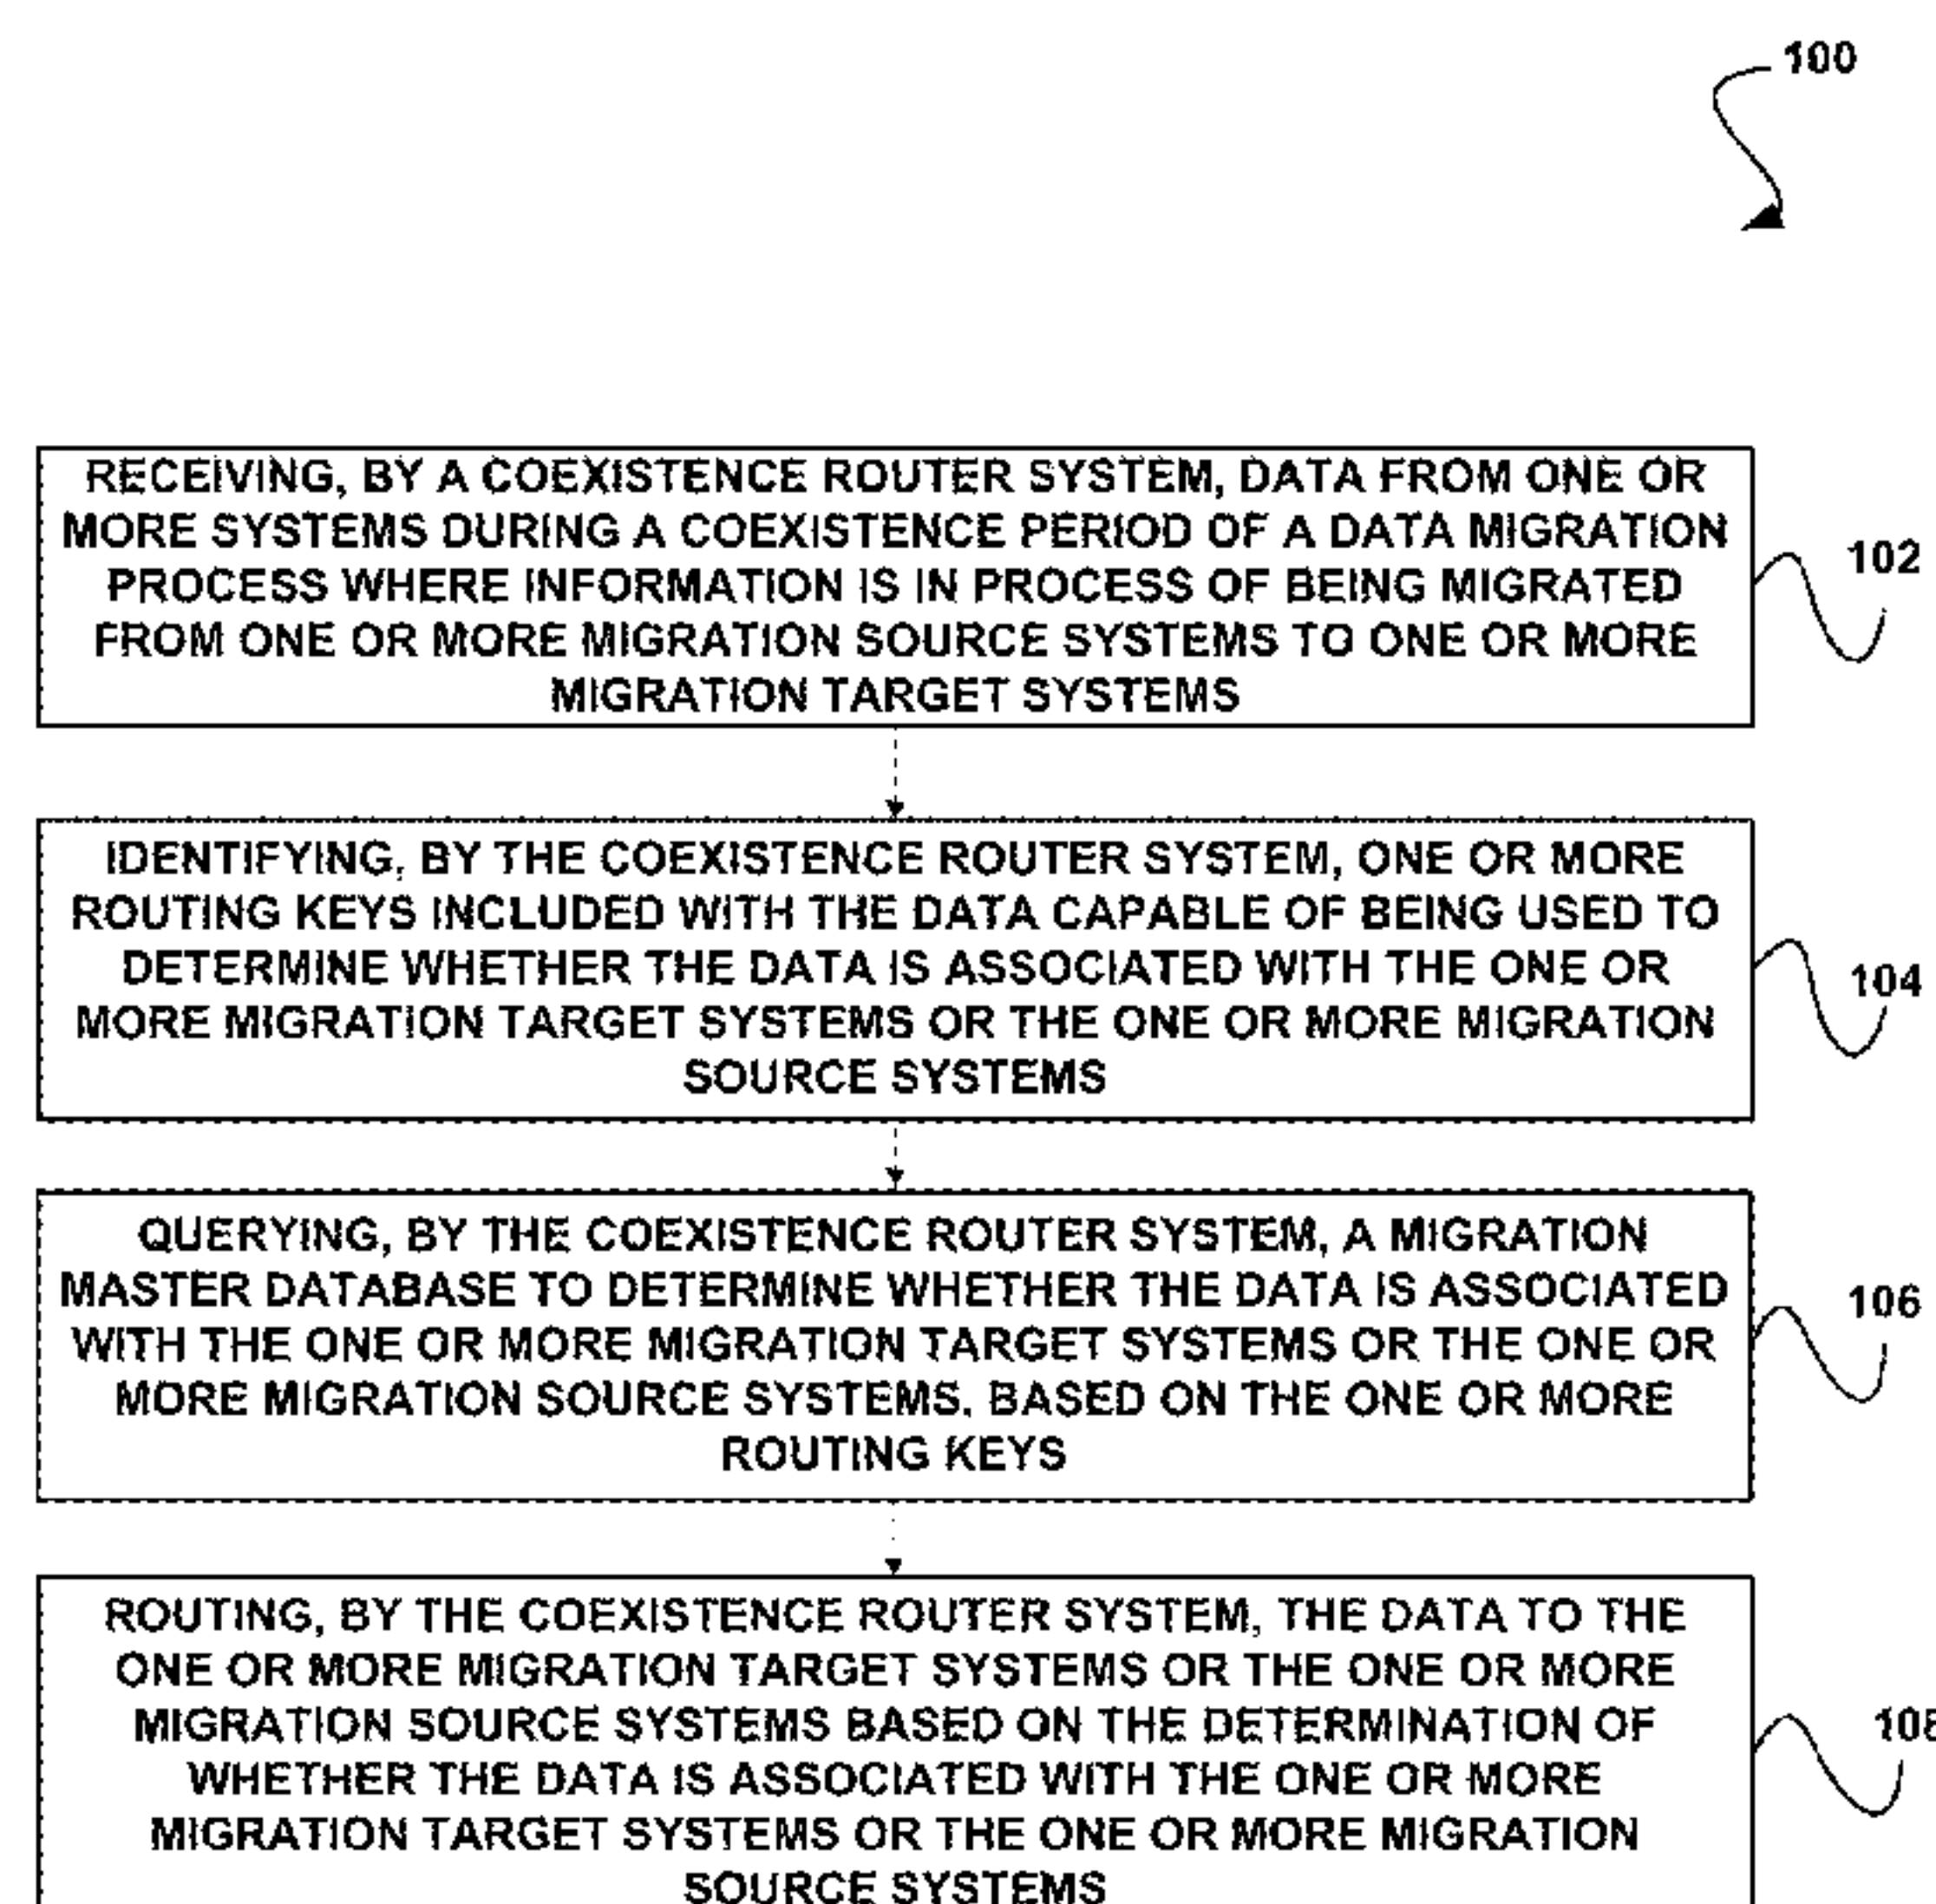 100
RECEIVING, BY A COEXISTENCE ROUTER SYSTEM, DATA FROM ONE OR
MORE SYSTEMS DURING A COEXISTENCE PERIOD OF A DATA MIGRATION
PROCESS WHERE INFORMATION IS IN PROCESS OF BEING MIGRATED
FROM ONE OR MORE MIGRATION SOURCE SYSTEMS TO ONE OR MORE
MIGRATION TARGET SYSTEMS
102
IDENTIFYING, BY THE COEXISTENCE ROUTER SYSTEM, ONE OR MORE
ROUTING KEYS INCLUDED WITH THE DATA CAPABLE OF BEING USED TO
DETERMINE WHETHER THE DATA IS ASSOCIATED WITH THE ONE OR
MORE MIGRATION TARGET SYSTEMS OR THE ONE OR MORE MIGRATION
SOURCE SYSTEMS
104
QUERYING, BY THE COEXISTENCE ROUTER SYSTEM, A MIGRATION
MASTER DATABASE TO DETERMINE WHETHER THE DATA IS ASSOCIATED
WITH THE ONE OR MORE MIGRATION TARGET SYSTEMS OR THE ONE OR
MORE MIGRATION SOURCE SYSTEMS, BASED ON THE ONE OR MORE
ROUTING KEYS
106
ROUTING, BY THE COEXISTENCE ROUTER SYSTEM, THE DATA TO THE
ONE OR MORE MIGRATION TARGET SYSTEMS OR THE ONE OR MORE
MIGRATION SOURCE SYSTEMS BASED ON THE DETERMINATION OF
WHETHER THE DATA IS ASSOCIATED WITH THE ONE OR MORE
MIGRATION TARGET SYSTEMS OR THE ONE OR MORE MIGRATION
SOURCE SYSTEMS
108